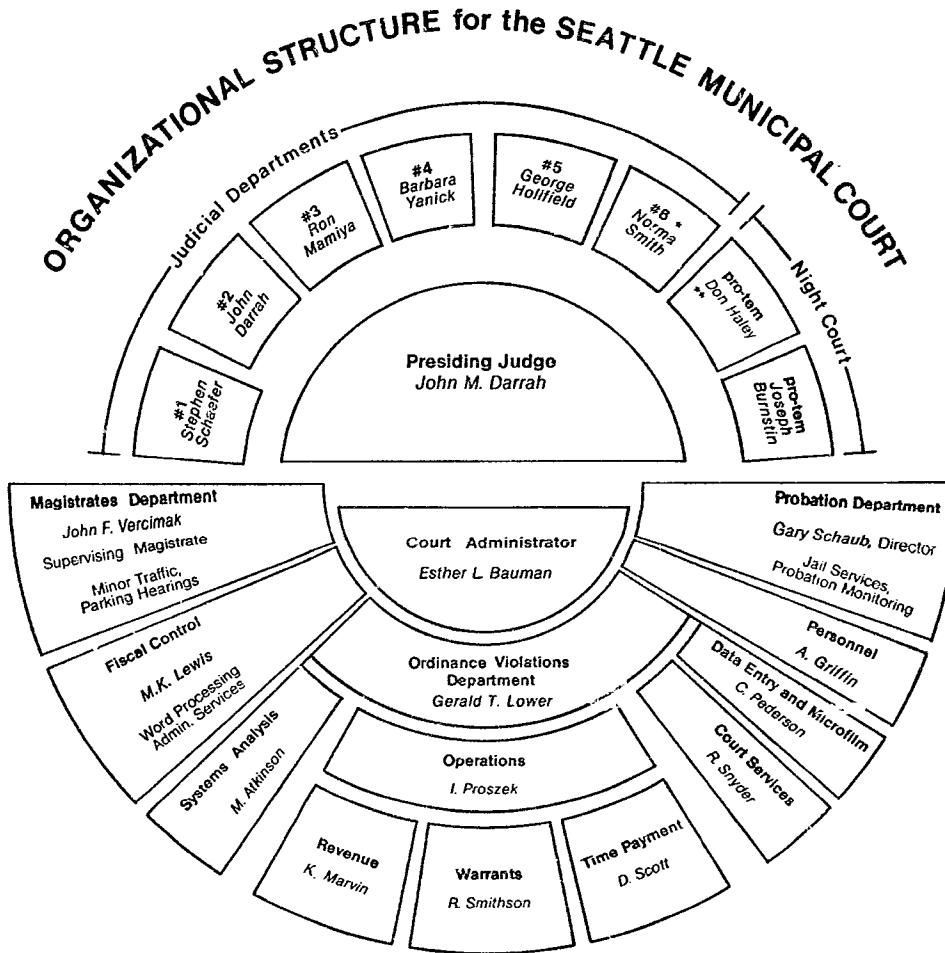 ORGANIZATIONAL STRUCTURE for the SEATTLE MUNICIPAL COURT
Judicial Departments
#1
Stephen
Schaefer
#2
John
Darrah
#3
Ron
Mamiya
#4
Barbara
Yanick
#5
George
Holifield
#6 *
Norma
Smith
Night Court
pro-tem
Don Haley
**
pro-tem
Joseph
Burnstin
Presiding Judge
John M. Darrah
Magistrates Department
John F. Vercimak
Supervising Magistrate
Minor Traffic,
Parking Hearings
Court Administrator
Esther L. Bauman
Probation Department
Gary Schaub, Director
Jail Services,
Probation Monitoring
Fiscal Control
M.K. Lewis
Word Processing
Admin. Services
Personnel
A. Griffin
Ordinance Violations
Department
Gerald T. Lower
Data Entry and Microfilm
C. Pederson
Systems Analysis
M. Atkinson
Operations
I. Proszek
Court Services
R. Snyder
Revenue
K. Marvin
Warrants
R. Smithson
Time Payment
D. Scott